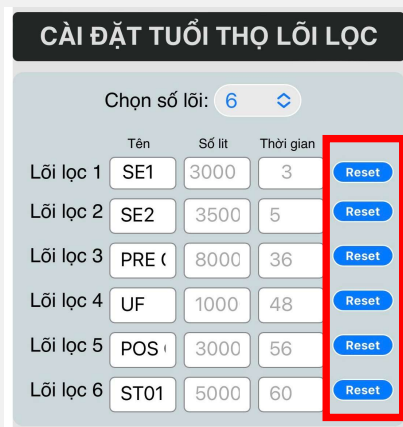 CÀI ĐẶT TUỔI THỌ LÕI LỌC
Chọn số lõi: 6
Tên Số lit Thời gian
Lõi lọc 1 SE1 3000 3 Reset
Lõi lọc 2 SE2 3500 5 Reset
Lõi lọc 3 PRE 8000 36 Reset
Lõi lọc 4 UF 1000 48 Reset
Lõi lọc 5 POS 3000 56 Reset
Lõi lọc 6 ST01 5000 60 Reset